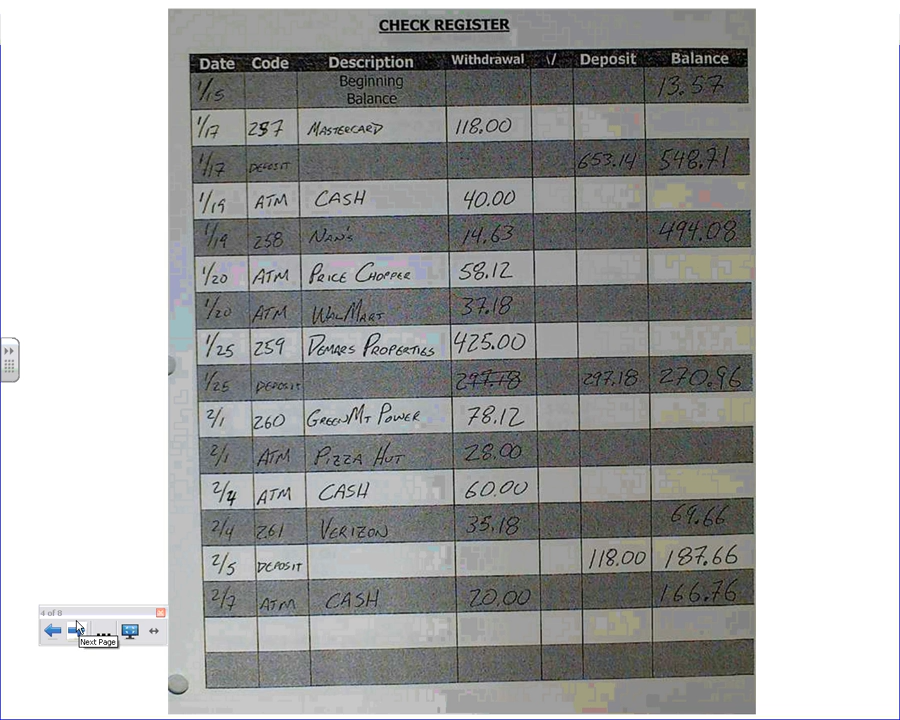 CHECK REGISTER
Date Code Description Withdrawal \/ Deposit Balance
1/15 Beginning Balance 13.57
1/17 257 MASTERCARD 118.00
1/17 DEPOSIT 653.14 548.71
1/19 ATM CASH 40.00
1/19 258 NAN'S 14.63 494.08
1/20 ATM PRICE CHOPPER 58.12
1/20 ATM WALMART 37.18
1/25 259 DEMARS PROPERTIES 425.00
1/25 DEPOSIT 297.18 297.18 270.96
2/1 260 GREENMT POWER 78.12
2/1 ATM PIZZA HUT 28.00
2/4 ATM CASH 60.00
2/4 261 VERIZON 35.18 69.66
2/5 DEPOSIT 118.00 187.66
2/7 ATM CASH 20.00 166.76
4 of 8
Next Page